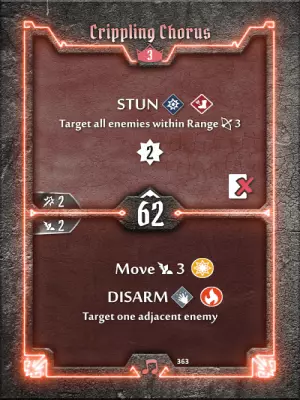 Crippling Chorus
3
STUN
Target all enemies within Range 3
2
2
62
2
Move 3
DISARM
Target one adjacent enemy
363